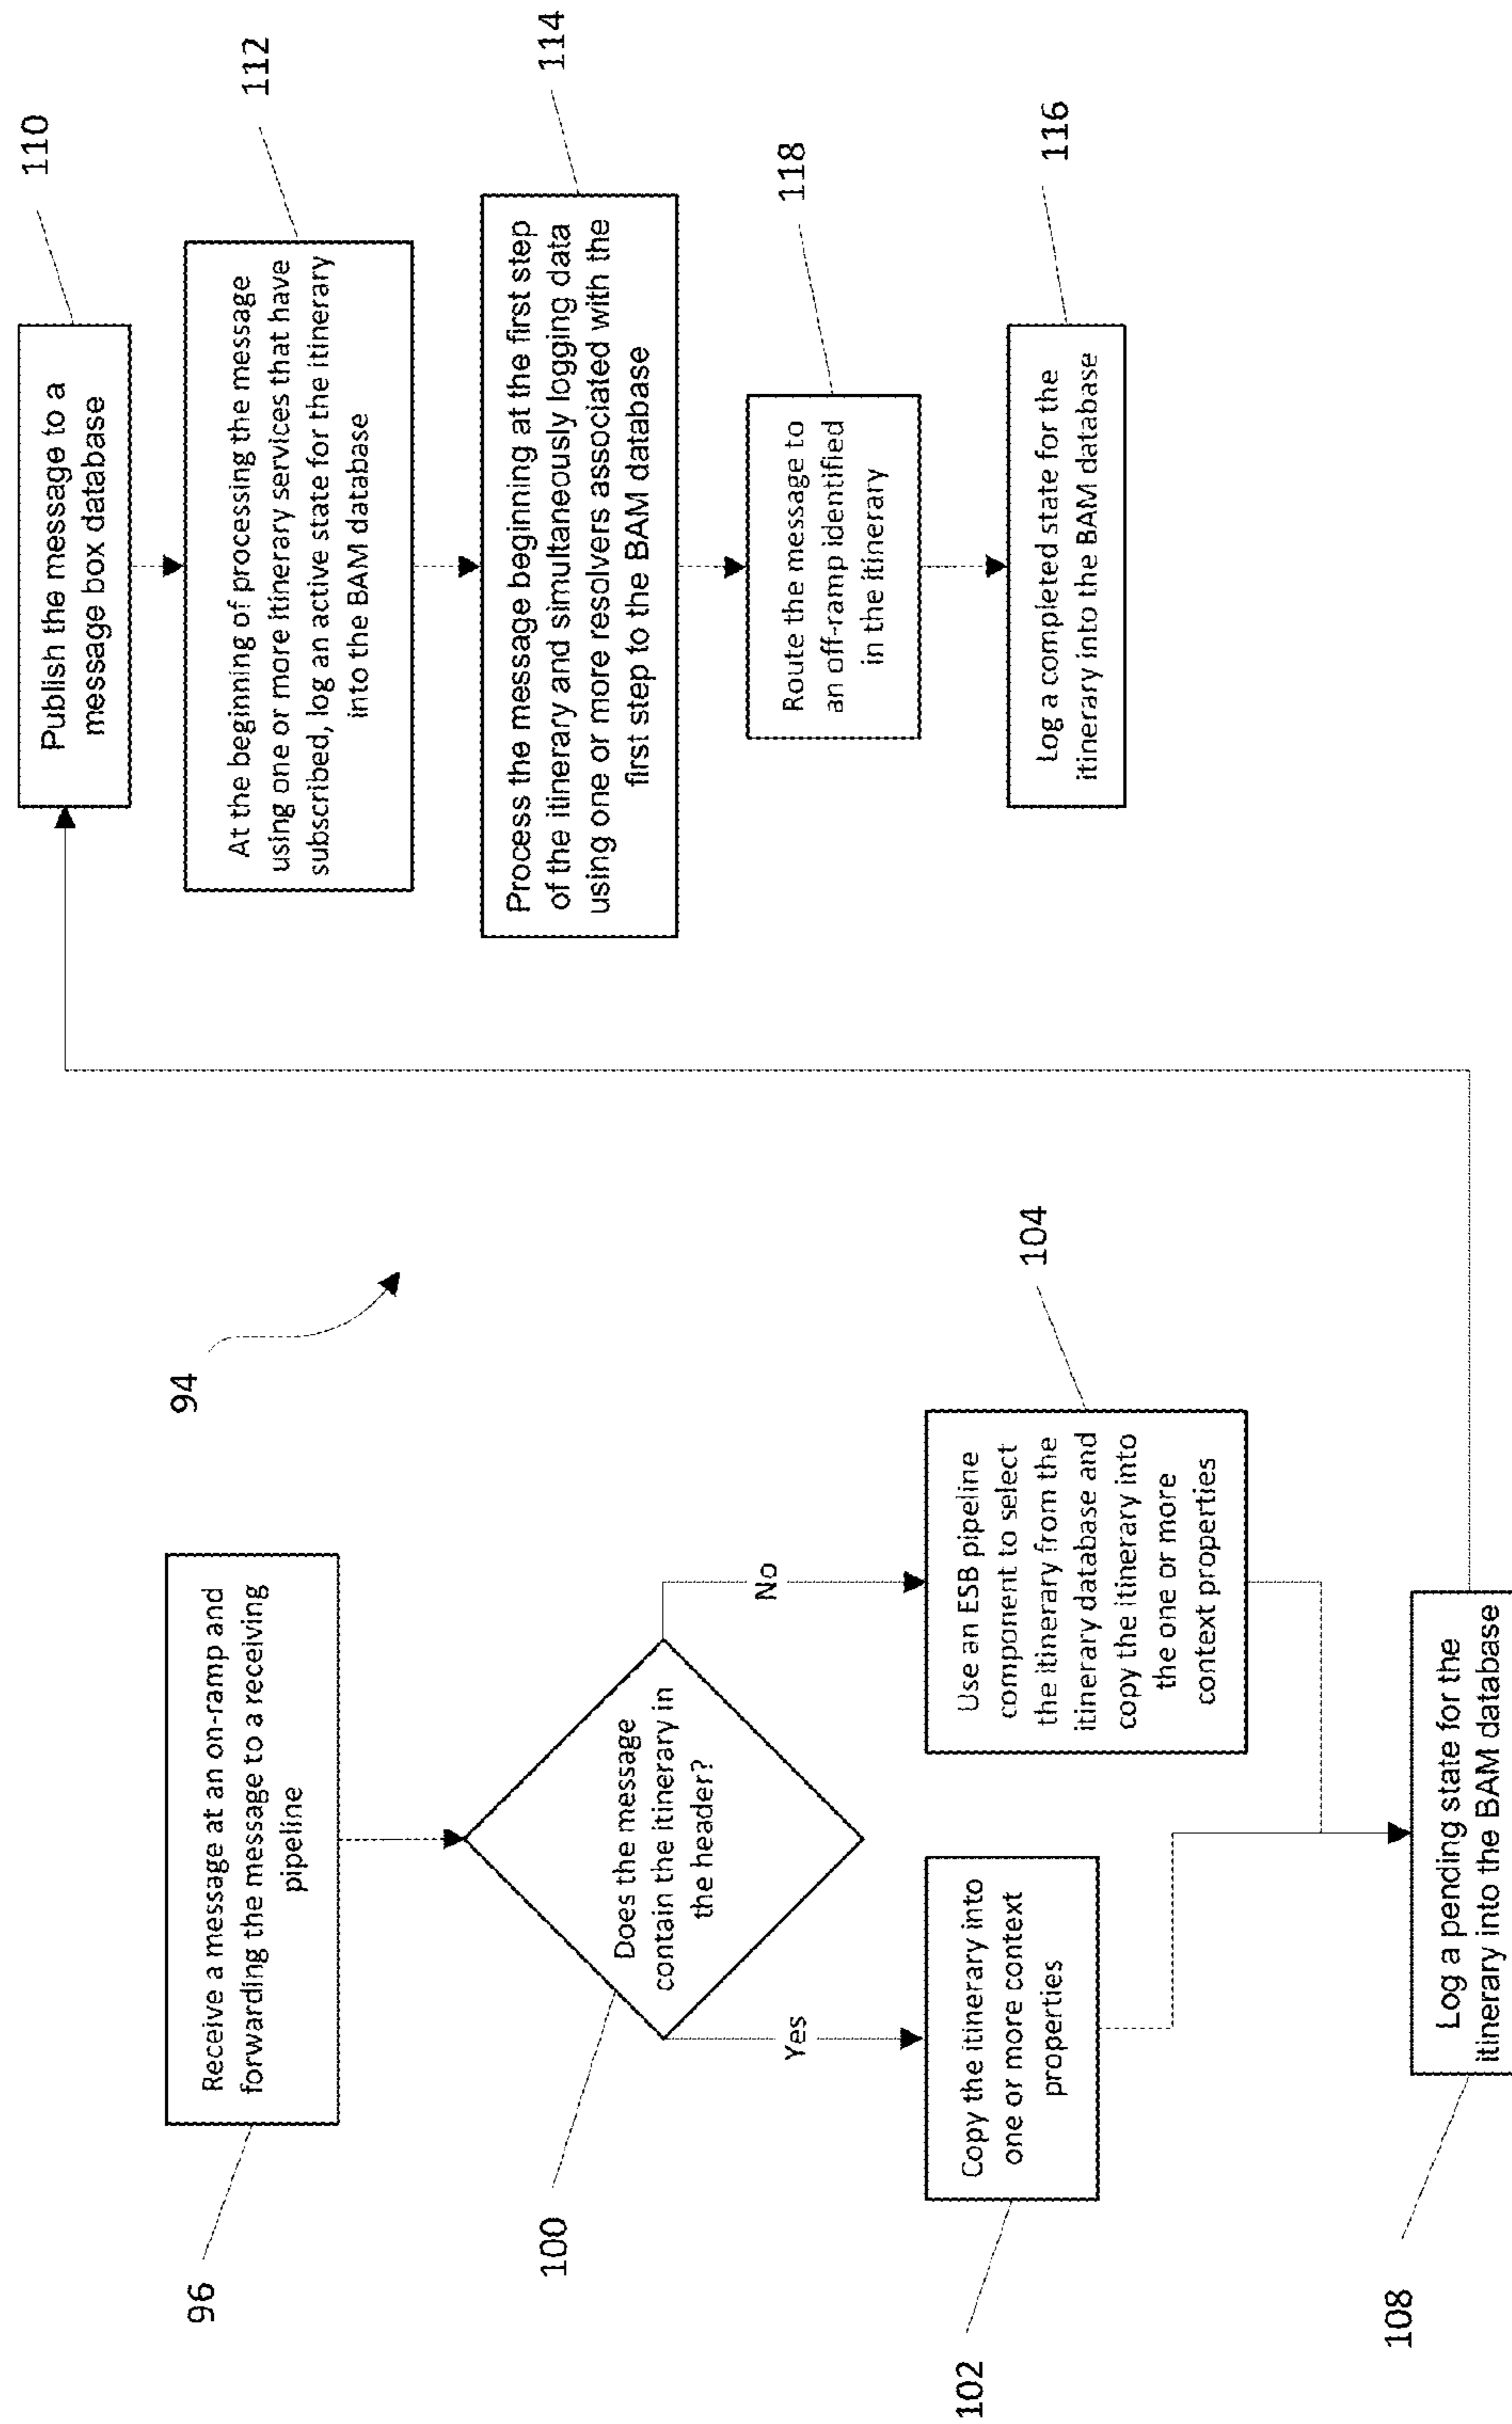 94
96
Receive a message at an on-ramp and
forwarding the message to a receiving
pipeline
100
Does the message
contain the itinerary in
the header?
Yes
No
102
Copy the itinerary into
one or more context
properties
104
Use an ESB pipeline
component to select
the itinerary from the
itinerary database and
copy the itinerary into
the one or more
context properties
108
Log a pending state for the
itinerary into the BAM database
110
Publish the message to a
message box database
112
At the beginning of processing the message
using one or more itinerary services that have
subscribed, log an active state for the itinerary
into the BAM database
114
Process the message beginning at the first step
of the itinerary and simultaneously logging data
using one or more resolvers associated with the
first step to the BAM database
118
Route the message to
an off-ramp identified
in the itinerary
116
Log a completed state for the
itinerary into the BAM database